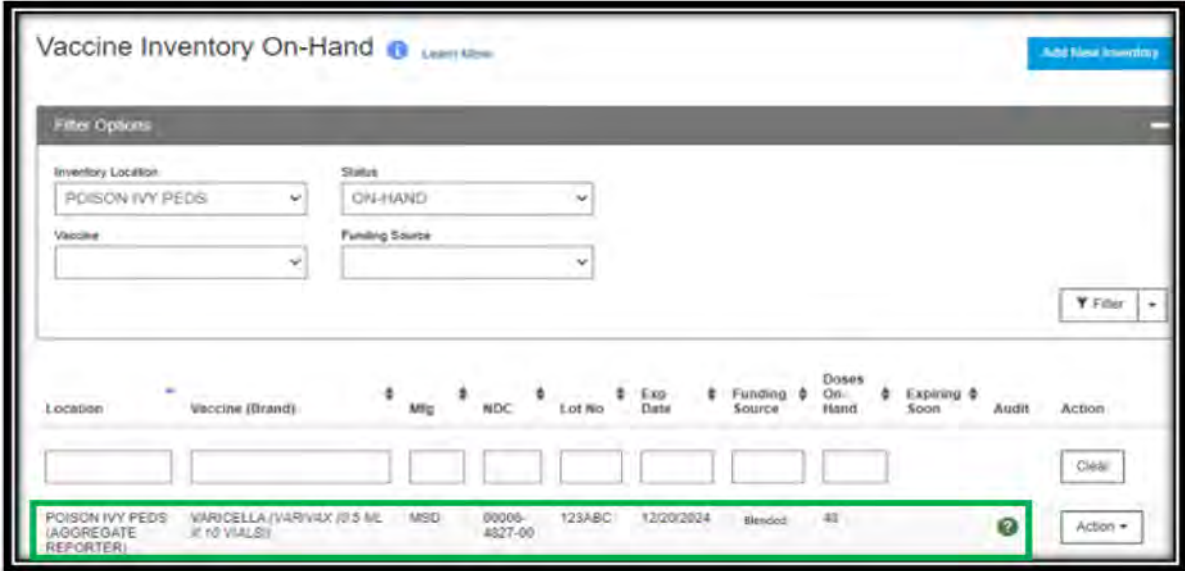 Vaccine Inventory On-Hand Learn More
Add New Inventory
Filter Options
Inventory Location
Status
POISON IVY PEDS
ON-HAND
Vaccine
Funding Source
Filter
Location
Vaccine (Brand)
Mfg
NDC
Lot No
Exp
Date
Funding
Source
Doses
On-
Hand
Expiring
Soon
Audit
Action
Clear
POISON IVY PEDS
(AGGREGATE
REPORTER)
VARICELLA (VARIVAX (0.5 ML
X 10 VIALS))
MSD
00006-
4827-00
123ABC
12/20/2024
Blended
?
Action